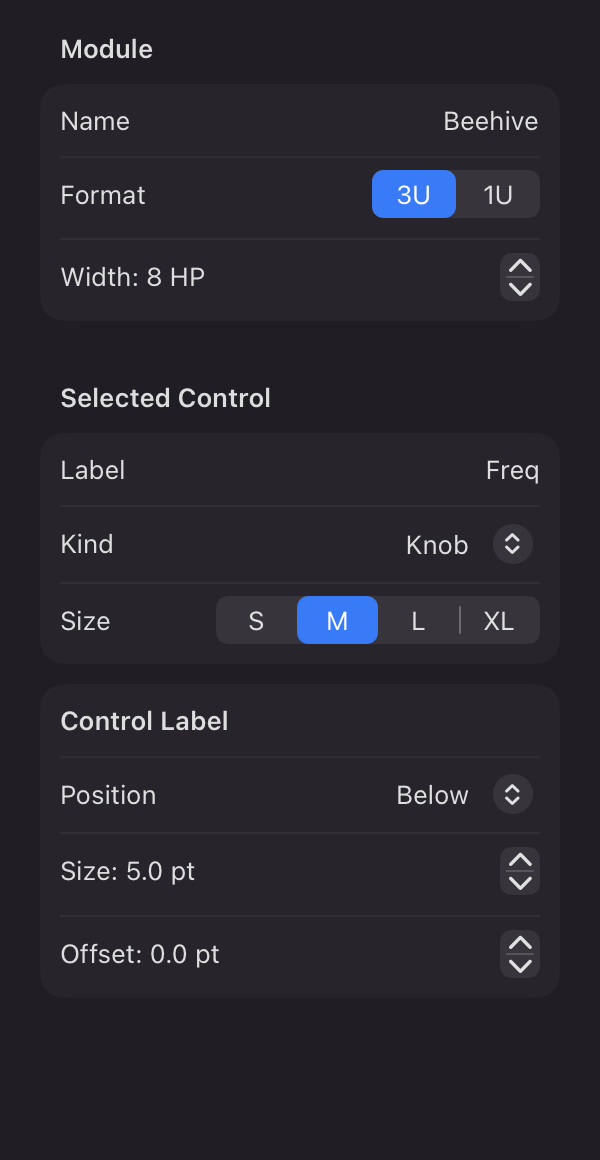 Module
Name Beehive
Format 3U 1U
Width: 8 HP
Selected Control
Label Freq
Kind Knob
Size S M L XL
Control Label
Position Below
Size: 5.0 pt
Offset: 0.0 pt